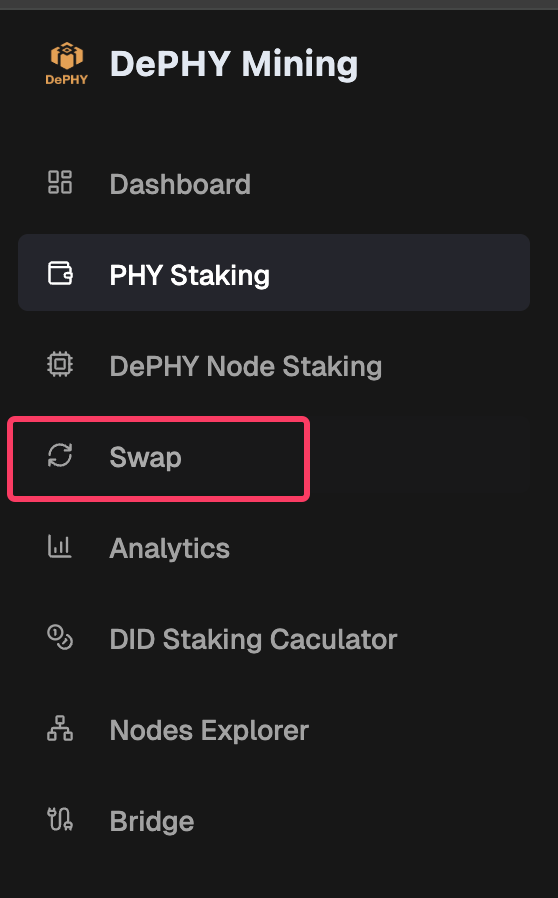 DePHY
DePHY Mining
Dashboard
PHY Staking
DePHY Node Staking
Swap
Analytics
DID Staking Caculator
Nodes Explorer
Bridge